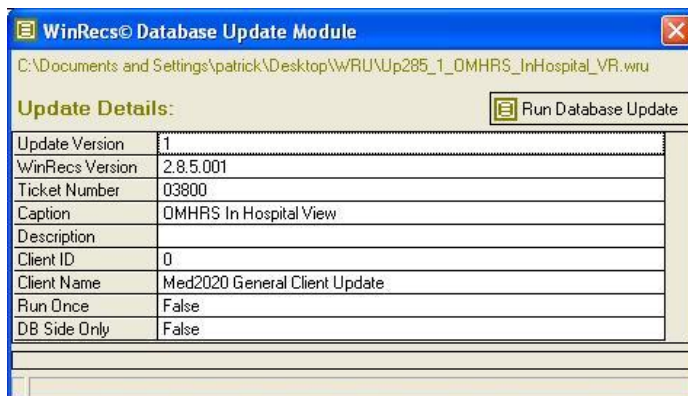 WinRecs© Database Update Module
C:\Documents and Settings\patrick\Desktop\WRU\Up285_1_OMHRS_InHospital_VR.wru
Update Details:
Run Database Update
Update Version 1
WinRecs Version 2.8.5.001
Ticket Number 03800
Caption OMHRS In Hospital View
Description
Client ID 0
Client Name Med2020 General Client Update
Run Once False
DB Side Only False